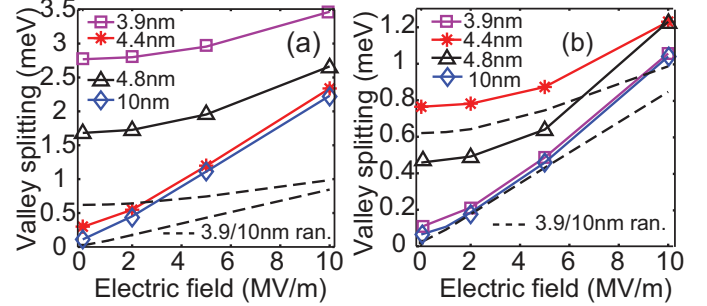 3.5
3
2.5
2
1.5
1
0.5
0
0 2 4 6 8 10
Valley splitting (meV)
Electric field (MV/m)
(a)
3.9nm
4.4nm
4.8nm
10nm
3.9/10nm ran.
1.2
1
0.8
0.6
0.4
0.2
0
0 2 4 6 8 10
Valley splitting (meV)
Electric field (MV/m)
(b)
3.9nm
4.4nm
4.8nm
10nm
3.9/10nm ran.